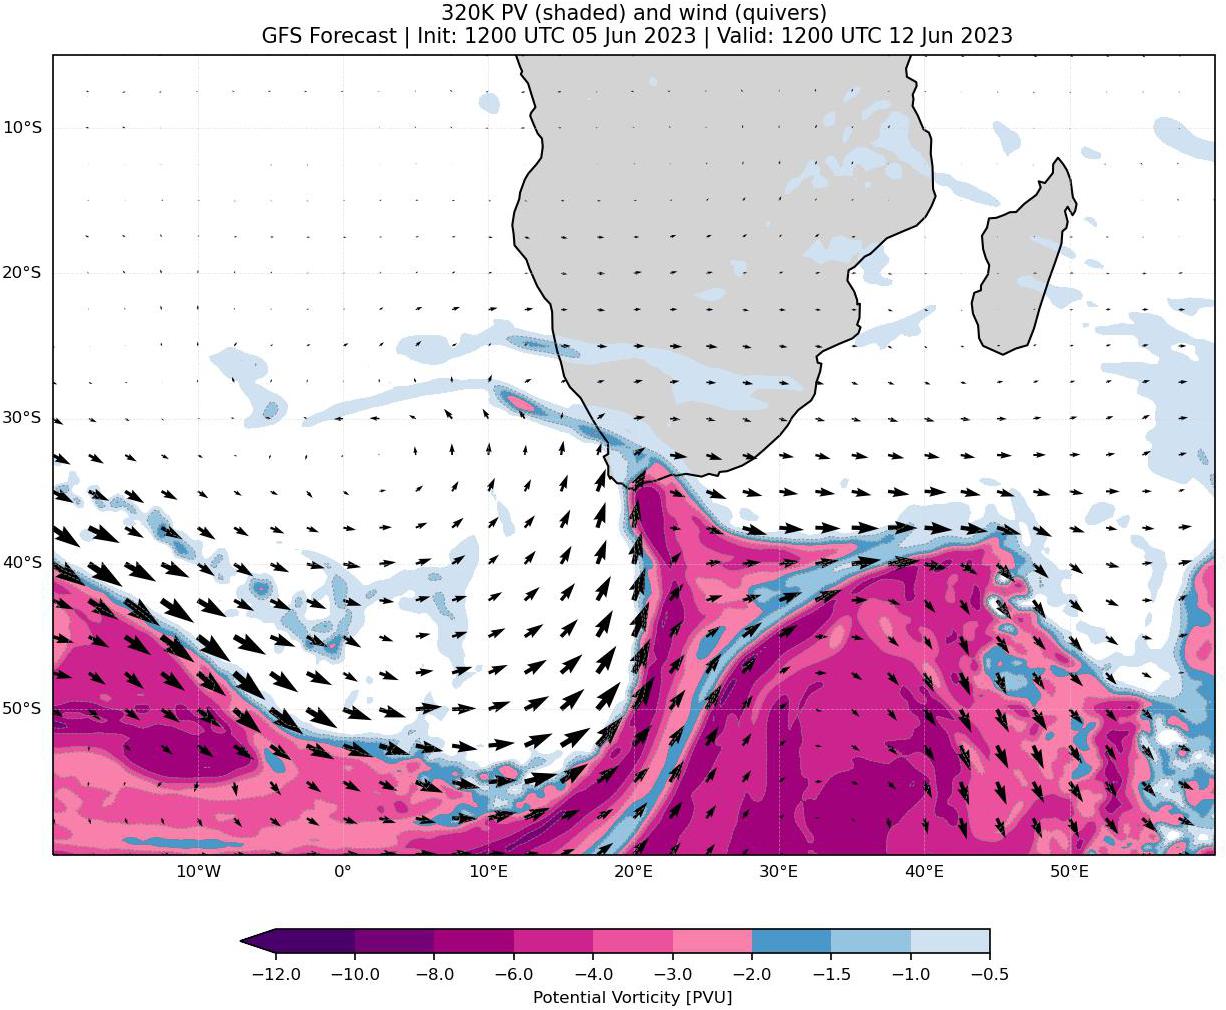 320K PV (shaded) and wind (quivers)
GFS Forecast | Init: 1200 UTC 05 Jun 2023 | Valid: 1200 UTC 12 Jun 2023
10°S
20°S
30°S
40°S
50°S
10°W 0° 10°E 20°E 30°E 40°E 50°E
−12.0 −10.0 −8.0 −6.0 −4.0 −3.0 −2.0 −1.5 −1.0 −0.5
Potential Vorticity [PVU]